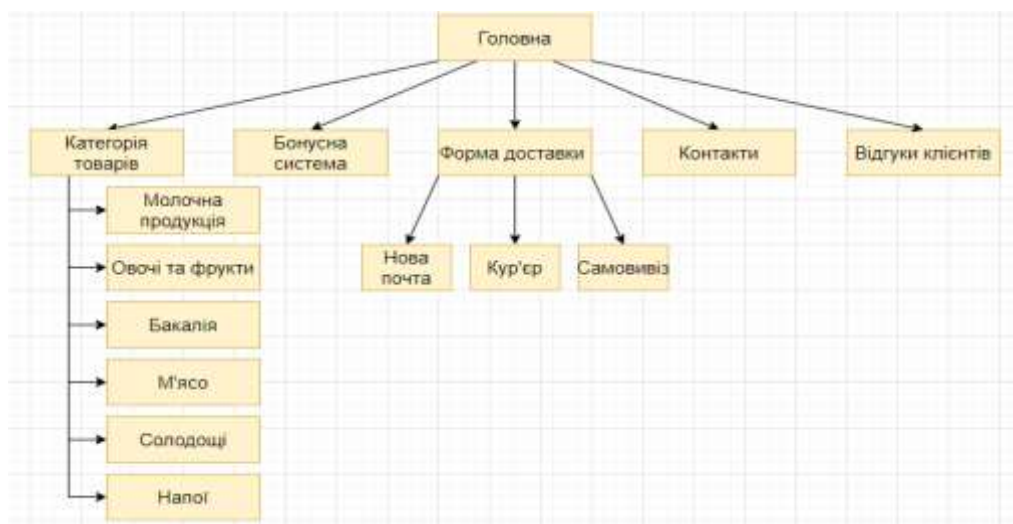 Головна
Категорія
товарів
Бонусна
система
Форма доставки
Контакти
Відгуки клієнтів
Молочна
продукція
Овочі та фрукти
Бакалія
М'ясо
Солодощі
Напої
Нова
почта
Кур'єр
Самовивіз